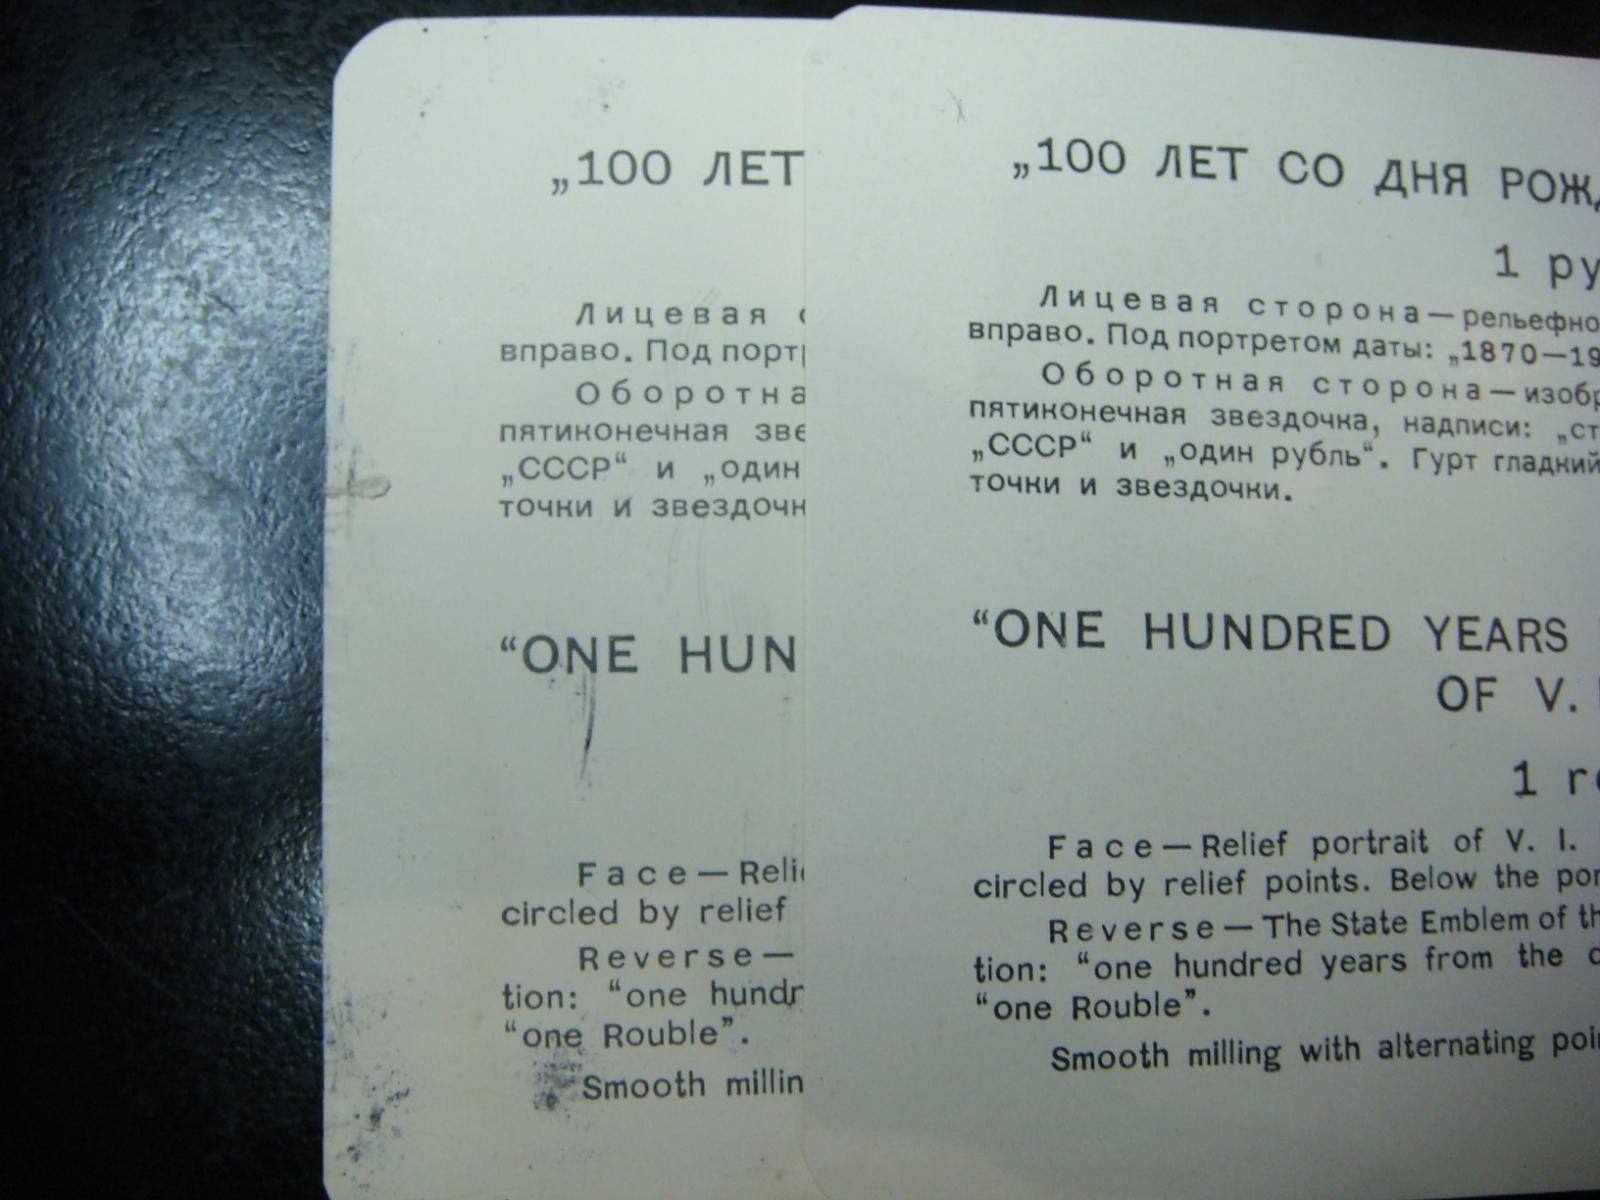 „100 ЛЕТ
Лицевая
вправо. Под порт
Оборотна
пятиконечная зве
„СССР“ и „один
точки и звездочк
“ONE HUN
Face—Reli
circled by relief
Reverse—
tion: “one hundr
“one Rouble”.
Smooth millin
„100 ЛЕТ СО ДНЯ РОЖД
1 ру
Лицевая сторона—рельефно
вправо. Под портретом даты: „1870—19
Оборотная сторона—изобр
пятиконечная звездочка, надписи: „ст
„СССР“ и „один рубль“. Гурт гладкий
точки и звездочки.
“ONE HUNDRED YEARS
OF V.
1 ro
Face—Relief portrait of V. I.
circled by relief points. Below the por
Reverse—The State Emblem of th
tion: “one hundred years from the
“one Rouble”.
Smooth milling with alternating poi